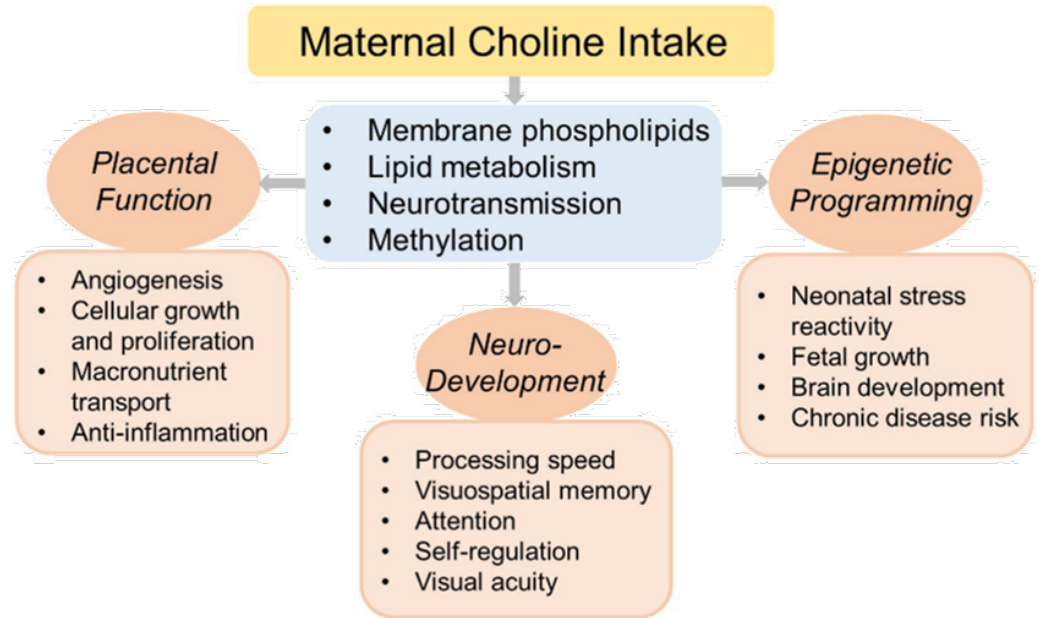 Maternal Choline Intake
• Membrane phospholipids
• Lipid metabolism
• Neurotransmission
• Methylation
Placental
Function
• Angiogenesis
• Cellular growth
and proliferation
• Macronutrient
transport
• Anti-inflammation
Neuro-
Development
• Processing speed
• Visuospatial memory
• Attention
• Self-regulation
• Visual acuity
Epigenetic
Programming
• Neonatal stress
reactivity
• Fetal growth
• Brain development
• Chronic disease risk